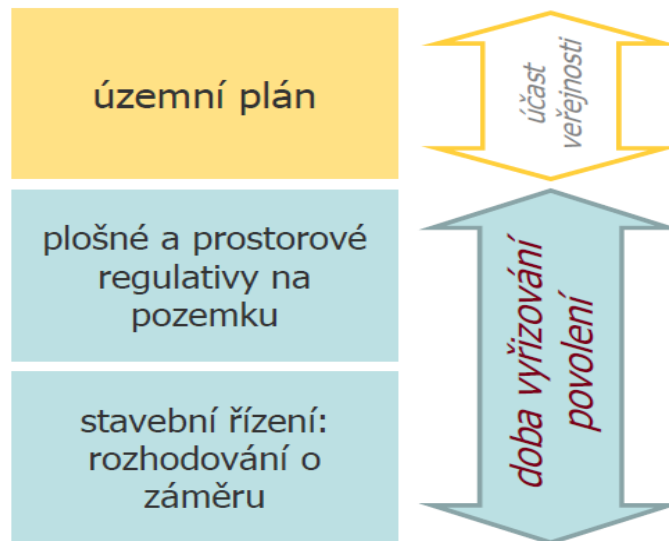 územní plán
účast
veřejnosti
plošné a prostorové
regulativy na
pozemku
doba vyřizování
povolení
stavební řízení:
rozhodování o
záměru